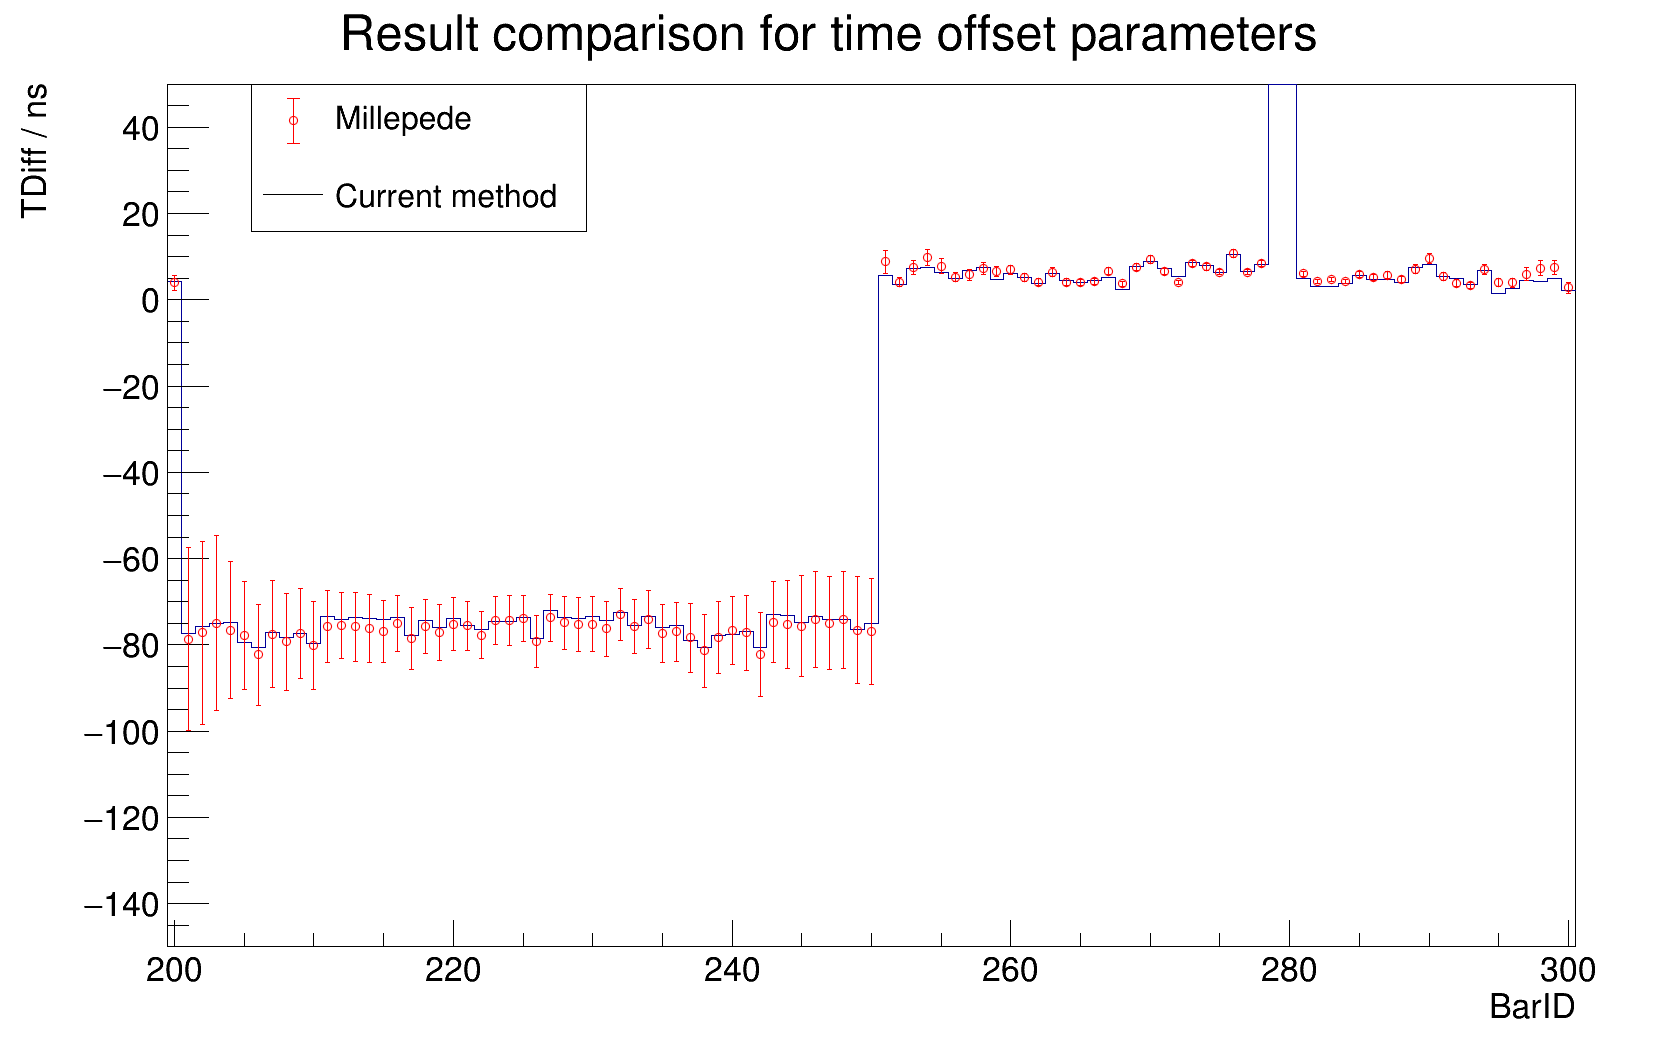 Result comparison for time offset parameters
TDiff / ns
Millepede
Current method
40
20
0
−20
−40
−60
−80
−100
−120
−140
200 220 240 260 280 300
BarID